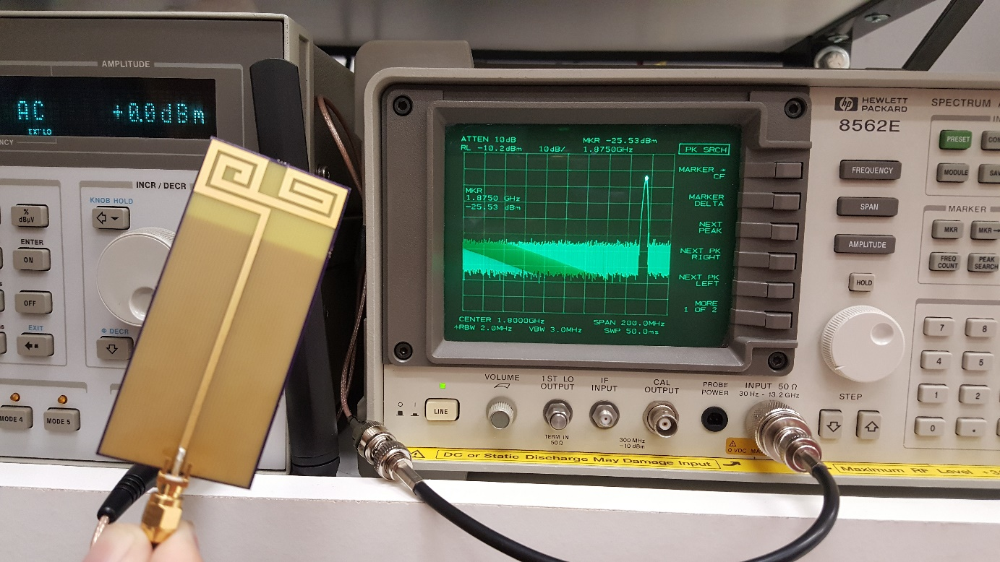 AMPLITUDE
AC +0.0dBm
EXT LO
NCY
INCR / DECR
KNOB HOLD
%
dBµV
ENTER
ON
OFF
EXIT
Φ DECR
MODE 4
MODE 5
hp HEWLETT
PACKARD
8562E
SPECTRUM
ATTEN 10dB MKR -25.53dBm
RL -10.2dBm 10dB/ 1.8750GHz
PK SRCH
MARKER →
CF
MARKER
DELTA
NEXT
PEAK
NEXT PK
RIGHT
NEXT PK
LEFT
MORE
1 OF 2
MKR
1.8750 GHz
-25.53 dBm
CENTER 1.8000GHz SPAN 200.0MHz
*RBW 2.0MHz VBW 3.0MHz SWP 50.0ms
FREQUENCY
SPAN
AMPLITUDE
HOLD
PRESET
MODULE
MARKER
MKR
MKR→
FREQ
COUNT
PEAK
SEARCH
7 8
4 5
1 2
0 .
STEP
LINE
VOLUME
1ST LO
OUTPUT
TERM IN
50 Ω
IF
INPUT
CAL
OUTPUT
300 MHz
-10 dBm
PROBE
POWER
INPUT 50 Ω
30 Hz - 13.2 GHz
0 VDC
DC or Static Discharge May Damage Input
Maximum RF Level